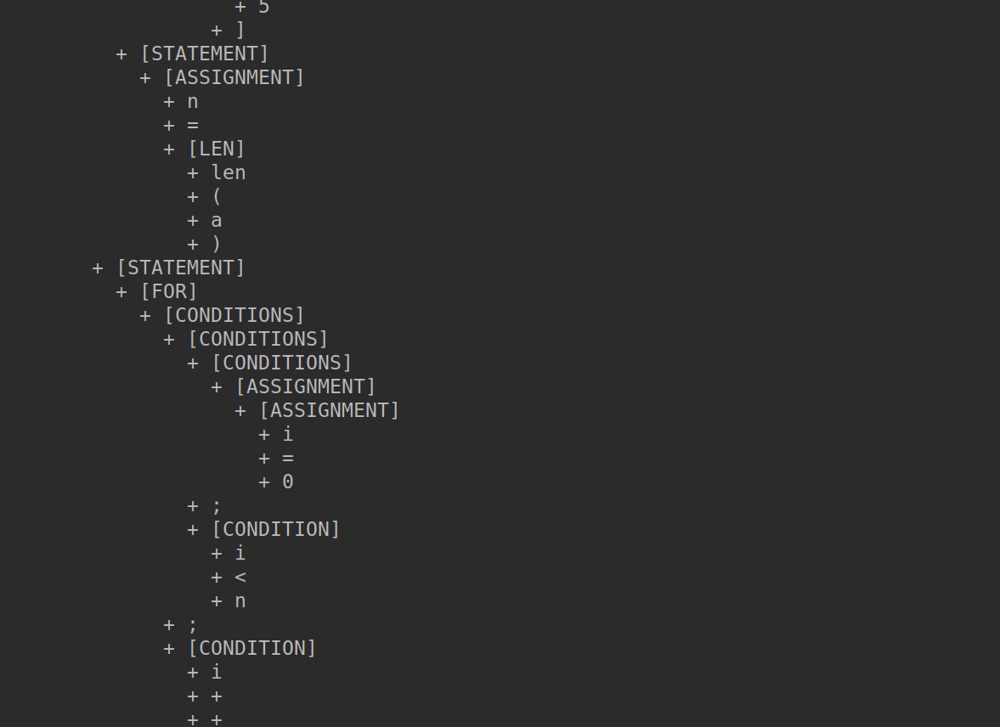 + 5
                  + ]
          + [STATEMENT]
            + [ASSIGNMENT]
              + n
              + =
              + [LEN]
                + len
                + (
                + a
                + )
        + [STATEMENT]
          + [FOR]
            + [CONDITIONS]
              + [CONDITIONS]
                + [CONDITIONS]
                  + [ASSIGNMENT]
                    + [ASSIGNMENT]
                      + i
                      + =
                      + 0
                + ;
                + [CONDITION]
                  + i
                  + <
                  + n
              + ;
              + [CONDITION]
                + i
                + +
                + +